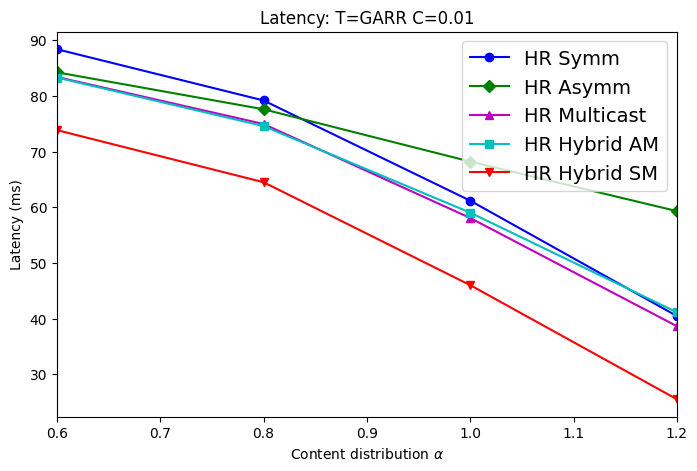 Latency: T=GARR C=0.01
90
80
70
60
50
40
30
Latency (ms)
HR Symm
HR Asymm
HR Multicast
HR Hybrid AM
HR Hybrid SM
0.6
0.7
0.8
0.9
1.0
1.1
1.2
Content distribution α